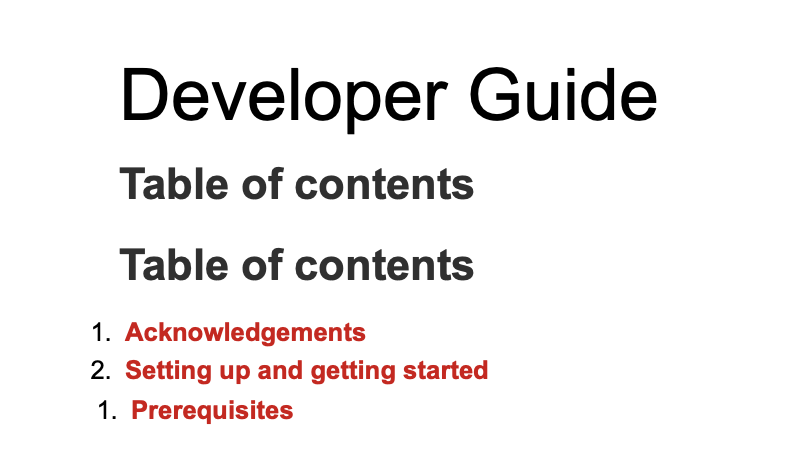 Developer Guide
Table of contents
Table of contents
1. Acknowledgements
2. Setting up and getting started
1. Prerequisites